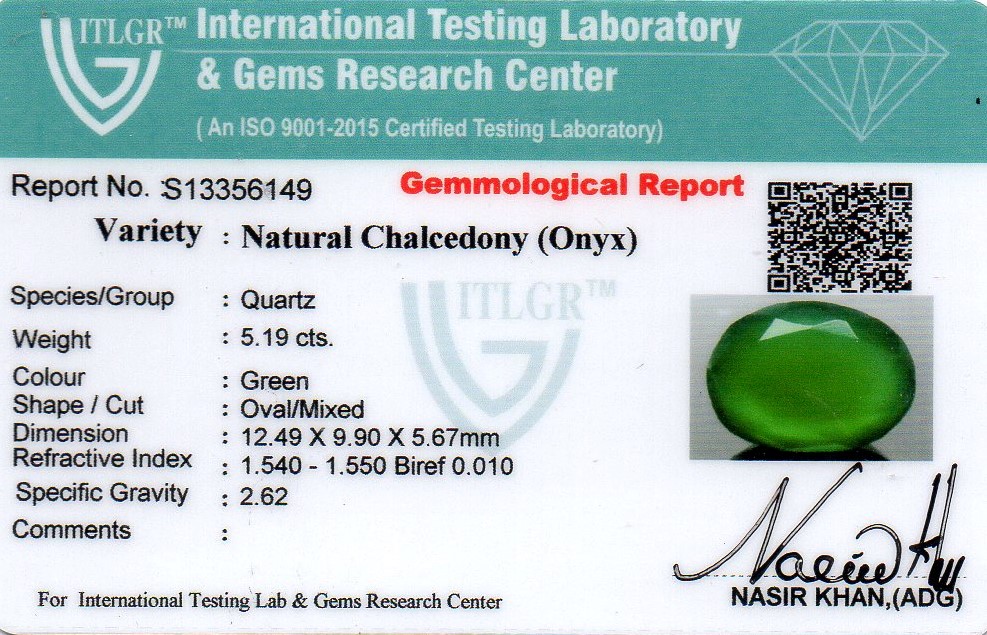 ITLGR™ International Testing Laboratory
& Gems Research Center
( An ISO 9001-2015 Certified Testing Laboratory)
Report No. :S13356149
Gemmological Report
Variety : Natural Chalcedony (Onyx)
ITLGR™
Species/Group : Quartz
Weight : 5.19 cts.
Colour : Green
Shape / Cut : Oval/Mixed
Dimension : 12.49 X 9.90 X 5.67mm
Refractive Index : 1.540 - 1.550 Biref 0.010
Specific Gravity : 2.62
Comments :
NASIR KHAN,(ADG)
For International Testing Lab & Gems Research Center